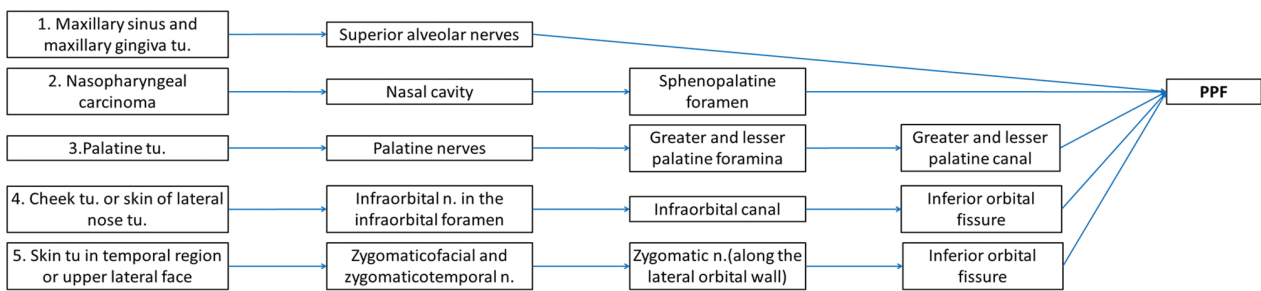 1. Maxillary sinus and
maxillary gingiva tu.
Superior alveolar nerves
2. Nasopharyngeal
carcinoma
Nasal cavity
Sphenopalatine
foramen
PPF
3.Palatine tu.
Palatine nerves
Greater and lesser
palatine foramina
Greater and lesser
palatine canal
4. Cheek tu. or skin of lateral
nose tu.
Infraorbital n. in the
infraorbital foramen
Infraorbital canal
Inferior orbital
fissure
5. Skin tu in temporal region
or upper lateral face
Zygomaticofacial and
zygomaticotemporal n.
Zygomatic n.(along the
lateral orbital wall)
Inferior orbital
fissure